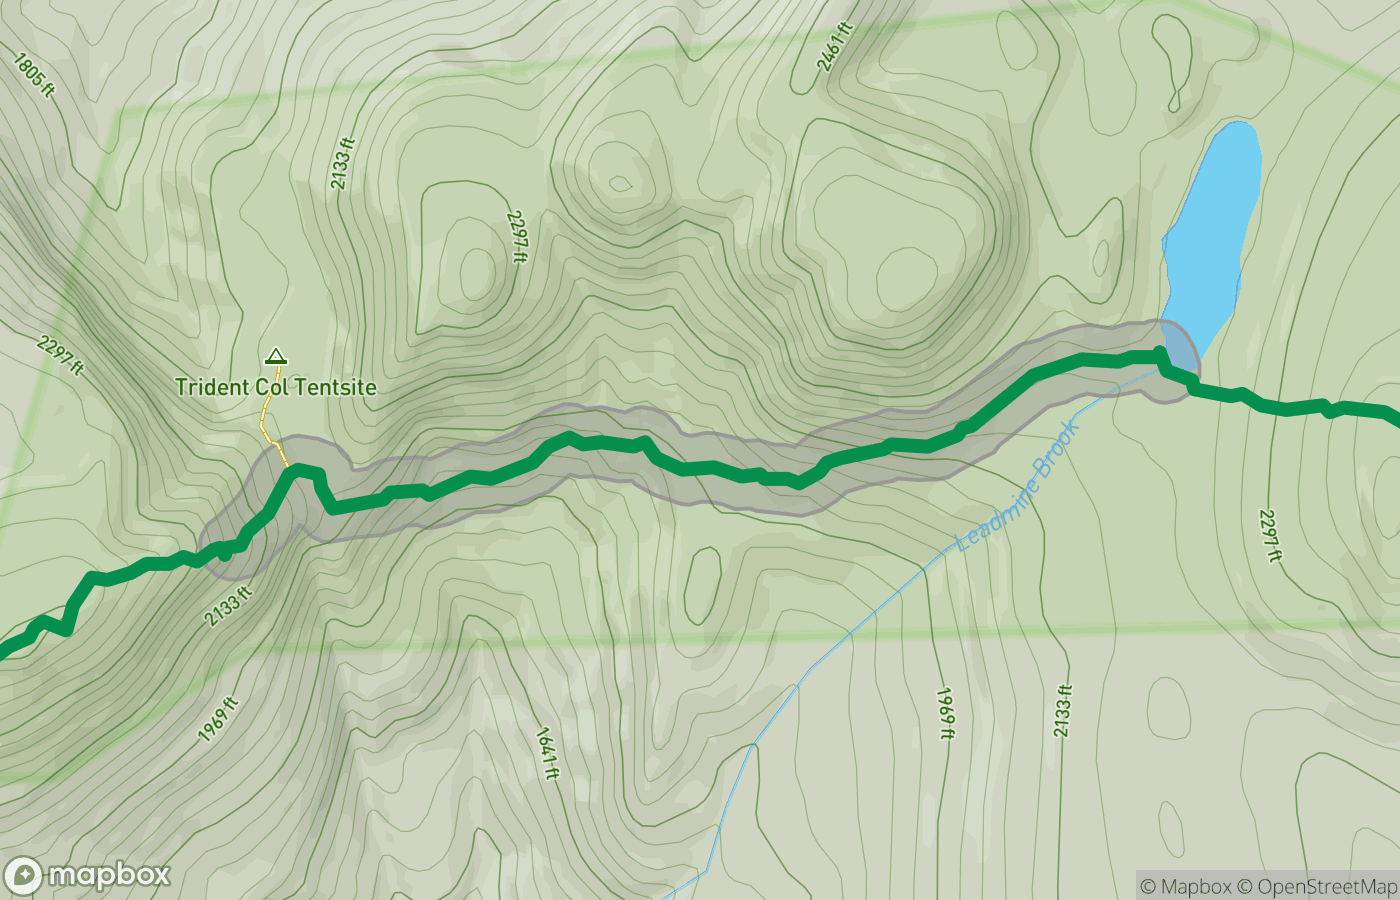 2461 ft
1805 ft
2133 ft
2297 ft
2297 ft
Trident Col Tentsite
Leadmine Brook
2297 ft
2133 ft
1969 ft
1969 ft
2133 ft
1641 ft
mapbox
© Mapbox © OpenStreetMap